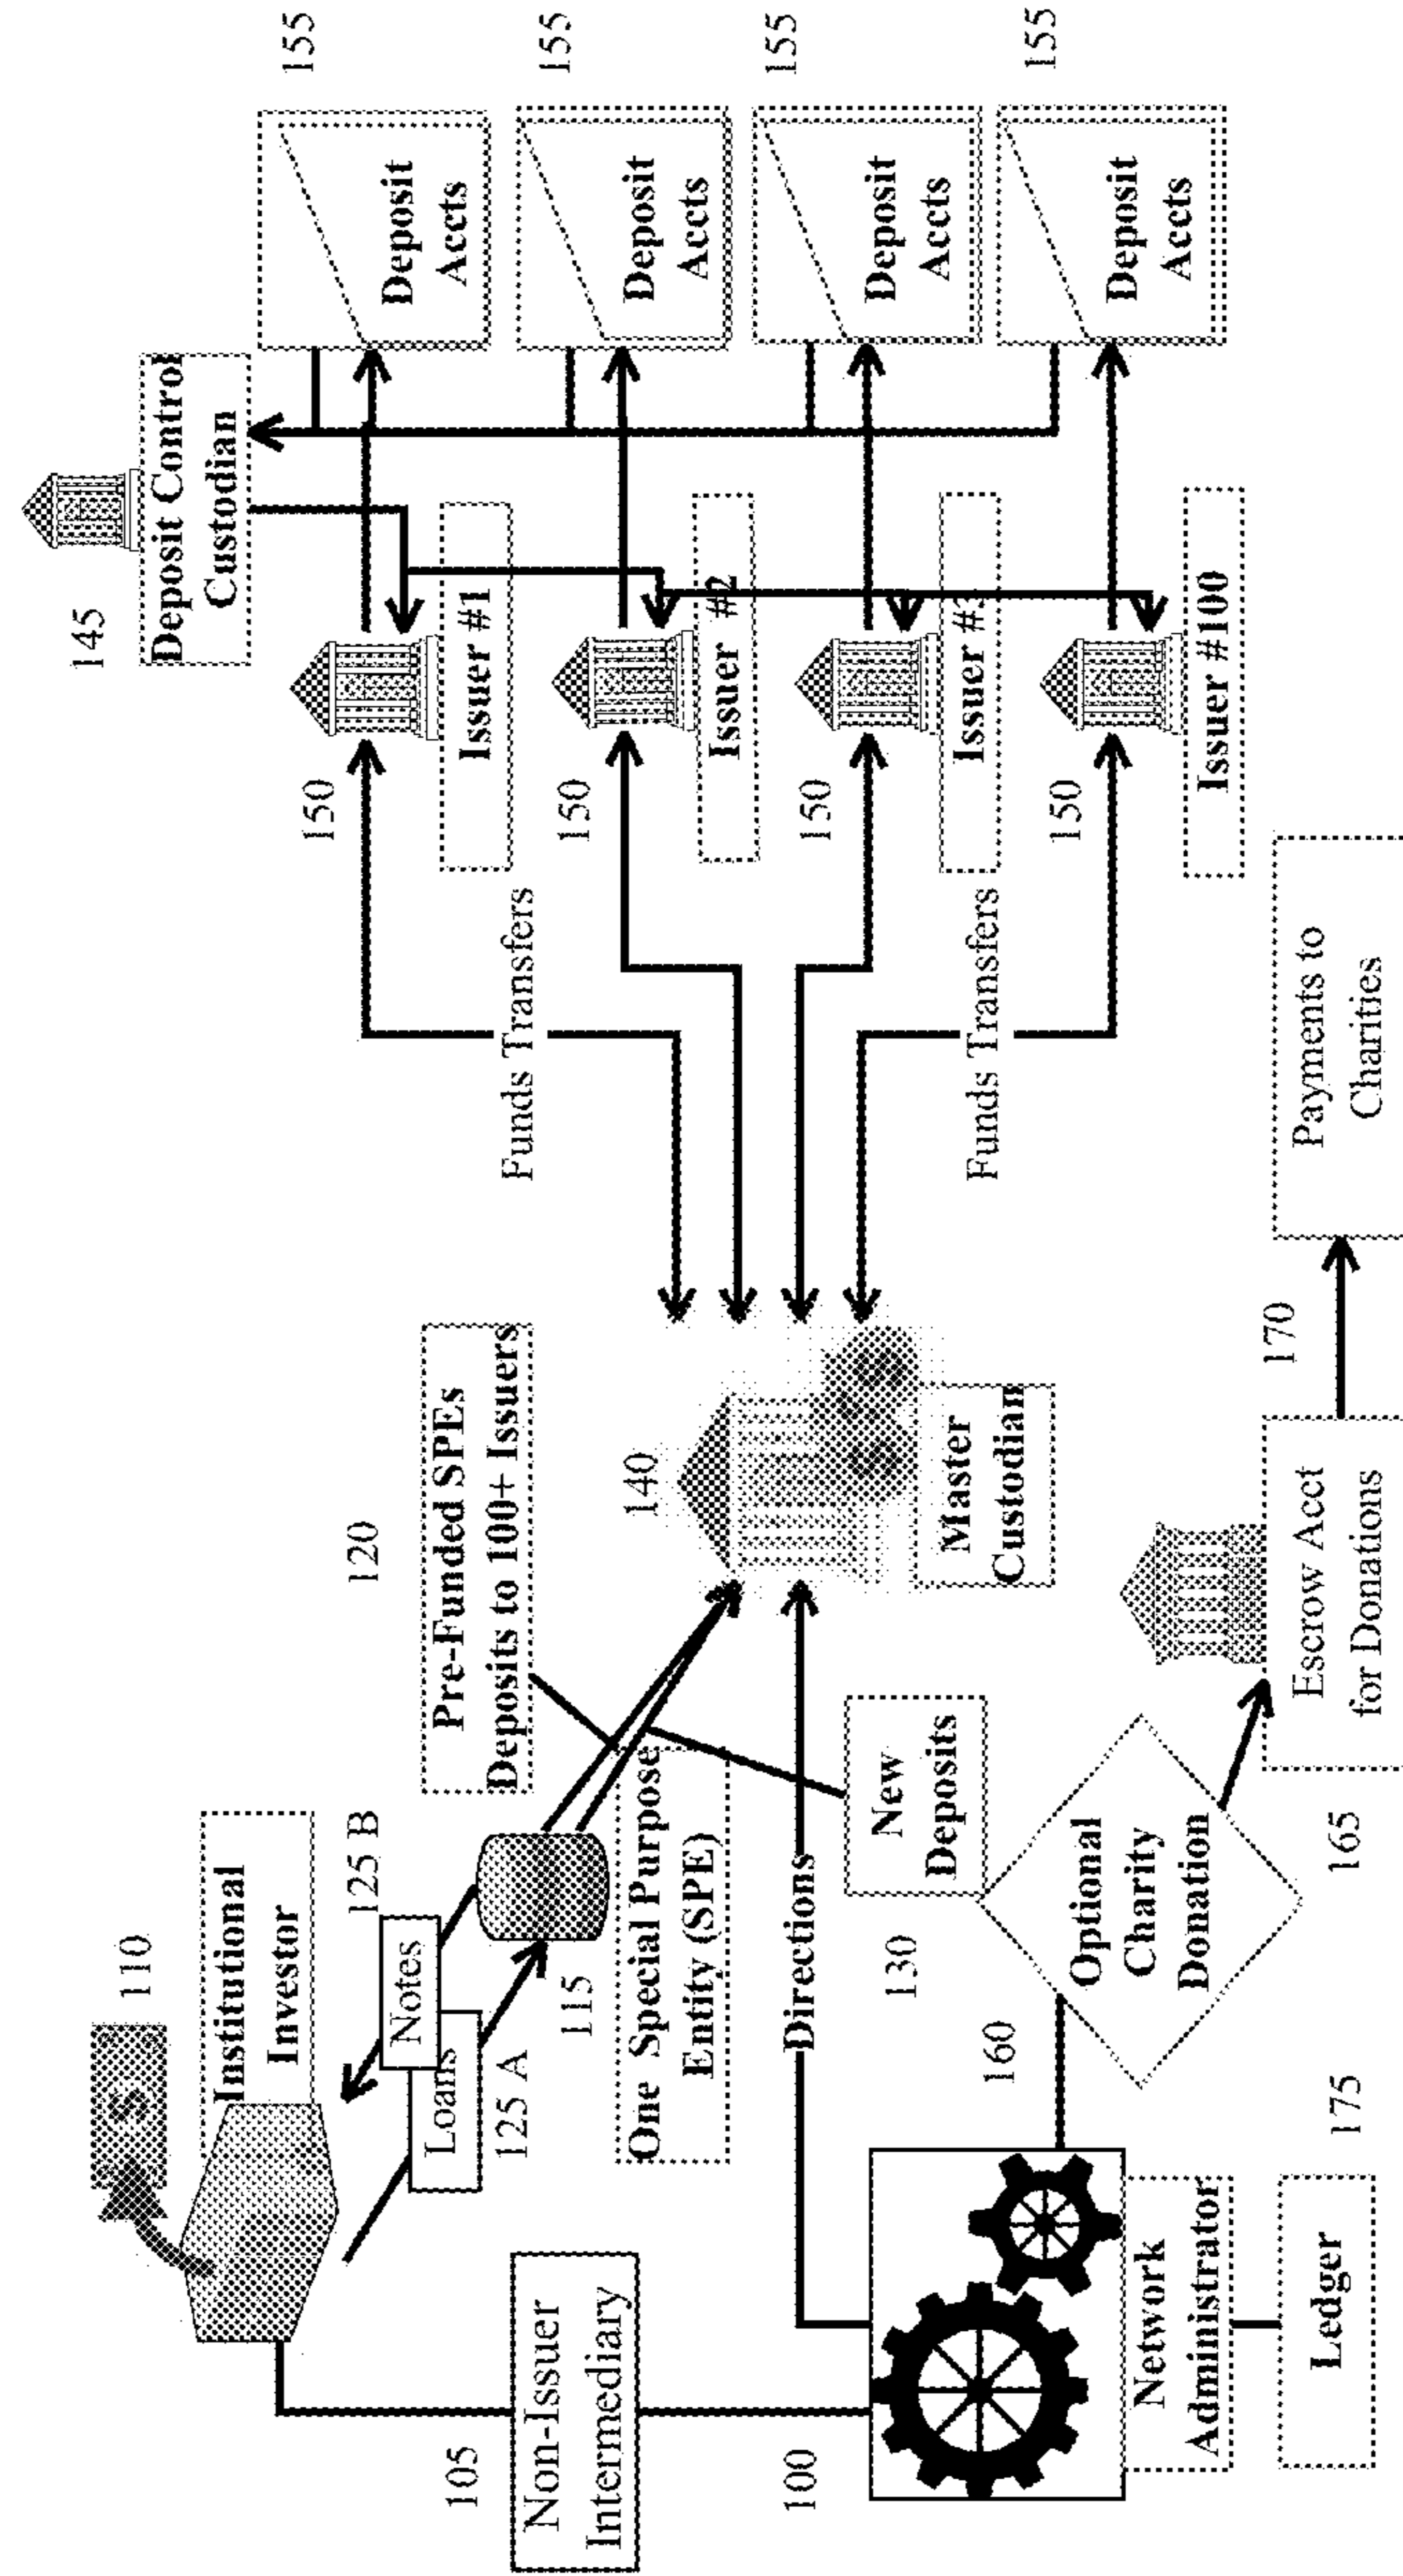 110
Institutional
Investor
125 B
Notes
Loans
125 A
105
Non-Issuer
Intermediary
115
One Special Purpose
Entity (SPE)
120
Pre-Funded SPEs
Deposits to 100+ Issuers
100
Network
Administrator
175
Ledger
Directions
130
New
Deposits
160
Optional
Charity
Donation
165
Escrow Acct
for Donations
170
Payments to
Charities
140
Master
Custodian
Funds Transfers
Funds Transfers
145
Deposit Control
Custodian
150
Issuer #1
155
Deposit
Accts
150
Issuer #2
155
Deposit
Accts
150
Issuer #3
155
Deposit
Accts
150
Issuer #100
155
Deposit
Accts